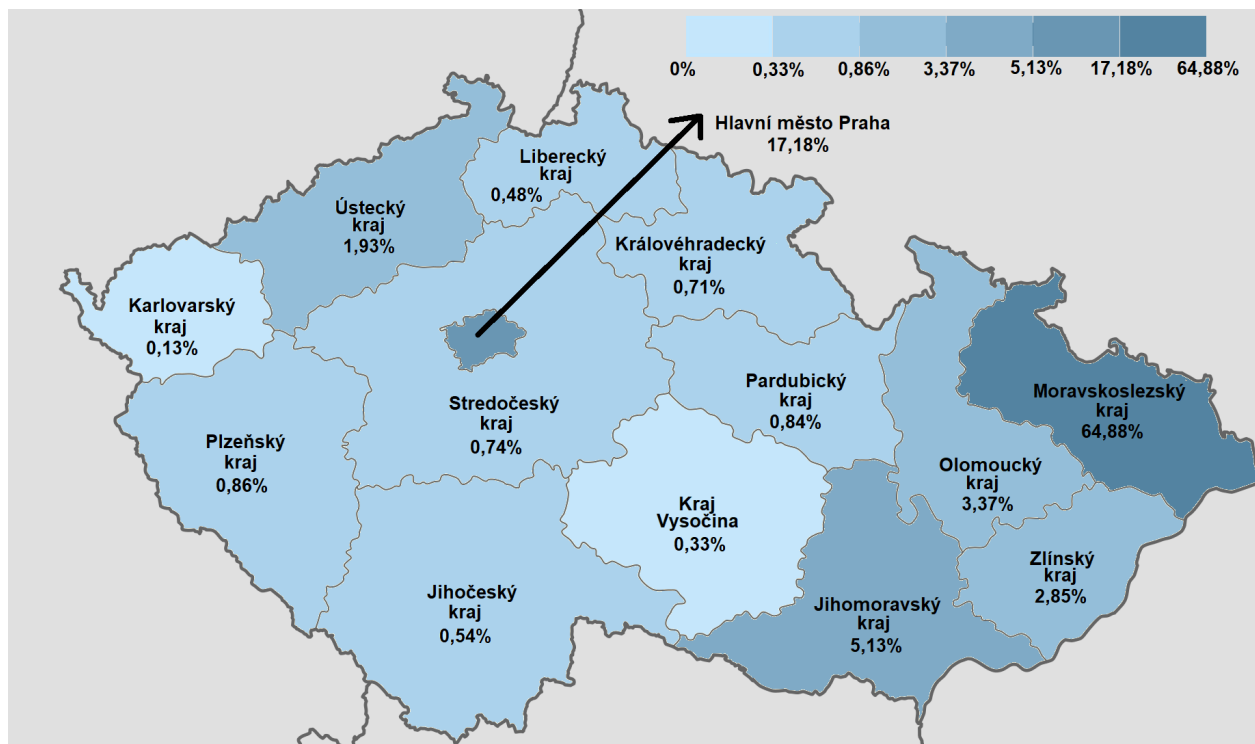 0%
0,33%
0,86%
3,37%
5,13%
17,18%
64,88%
Hlavní město Praha
17,18%
Liberecký
kraj
0,48%
Ústecký
kraj
1,93%
Královéhradecký
kraj
0,71%
Karlovarský
kraj
0,13%
Pardubický
kraj
0,84%
Moravskoslezský
kraj
64,88%
Stredočeský
kraj
0,74%
Plzeňský
kraj
0,86%
Olomoucký
kraj
3,37%
Kraj
Vysočina
0,33%
Zlínský
kraj
2,85%
Jihočeský
kraj
0,54%
Jihomoravský
kraj
5,13%